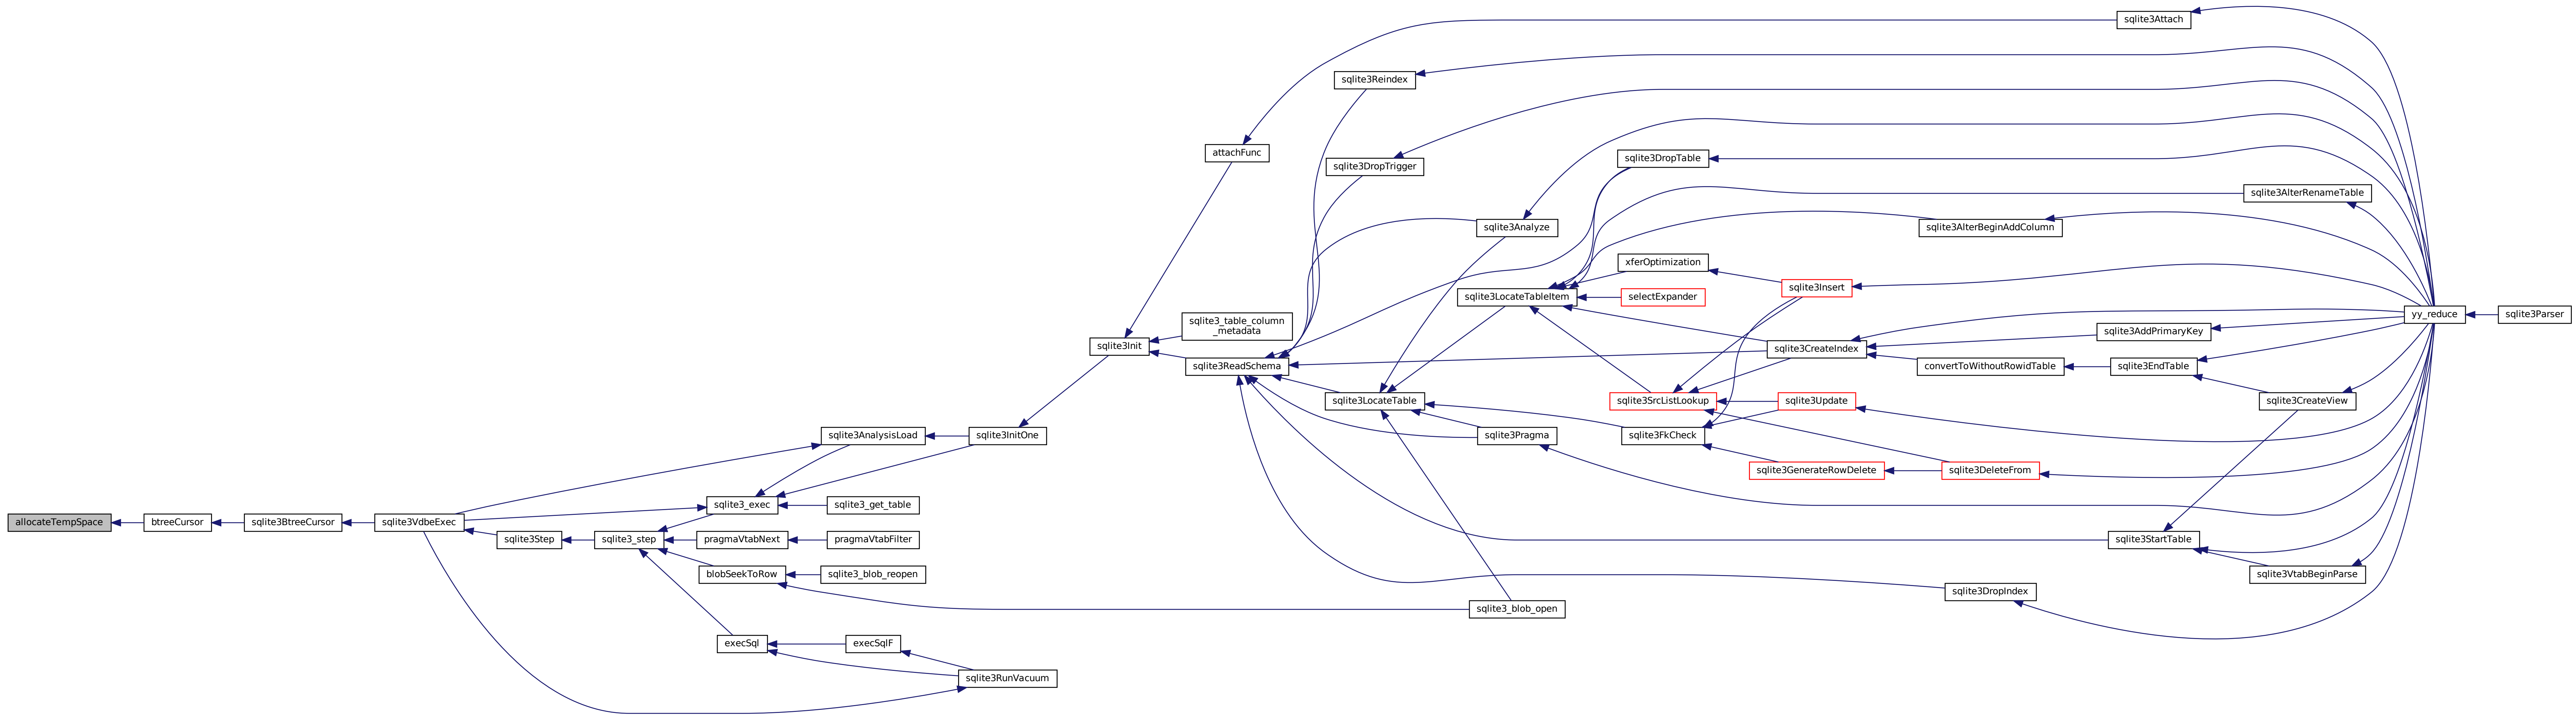 sqlite3Attach
sqlite3Reindex
attachFunc
sqlite3DropTrigger
sqlite3DropTable
sqlite3AlterRenameTable
sqlite3Analyze
sqlite3AlterBeginAddColumn
xferOptimization
sqlite3Insert
sqlite3LocateTableItem
selectExpander
yy_reduce
sqlite3Parser
sqlite3_table_column
_metadata
sqlite3AddPrimaryKey
sqlite3Init
sqlite3CreateIndex
sqlite3ReadSchema
convertToWithoutRowidTable
sqlite3EndTable
sqlite3LocateTable
sqlite3SrcListLookup
sqlite3Update
sqlite3CreateView
sqlite3AnalysisLoad
sqlite3InitOne
sqlite3Pragma
sqlite3FkCheck
sqlite3GenerateRowDelete
sqlite3DeleteFrom
sqlite3_exec
sqlite3_get_table
allocateTempSpace
btreeCursor
sqlite3BtreeCursor
sqlite3VdbeExec
sqlite3Step
sqlite3_step
pragmaVtabNext
pragmaVtabFilter
sqlite3StartTable
blobSeekToRow
sqlite3_blob_reopen
sqlite3VtabBeginParse
sqlite3DropIndex
sqlite3_blob_open
execSql
execSqlF
sqlite3RunVacuum